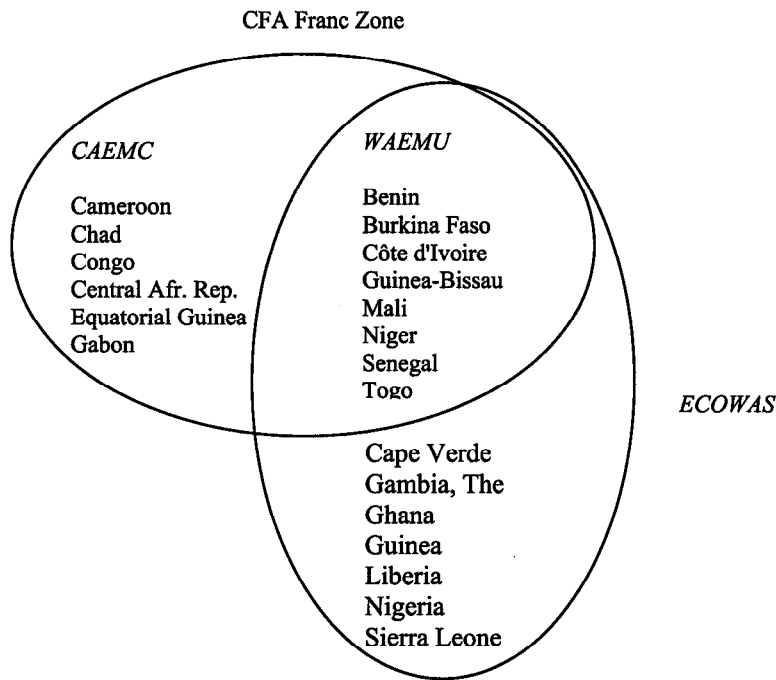 CFA Franc Zone
CAEMC
Cameroon
Chad
Congo
Central Afr. Rep.
Equatorial Guinea
Gabon
WAEMU
Benin
Burkina Faso
Côte d'Ivoire
Guinea-Bissau
Mali
Niger
Senegal
Togo
ECOWAS
Cape Verde
Gambia, The
Ghana
Guinea
Liberia
Nigeria
Sierra Leone